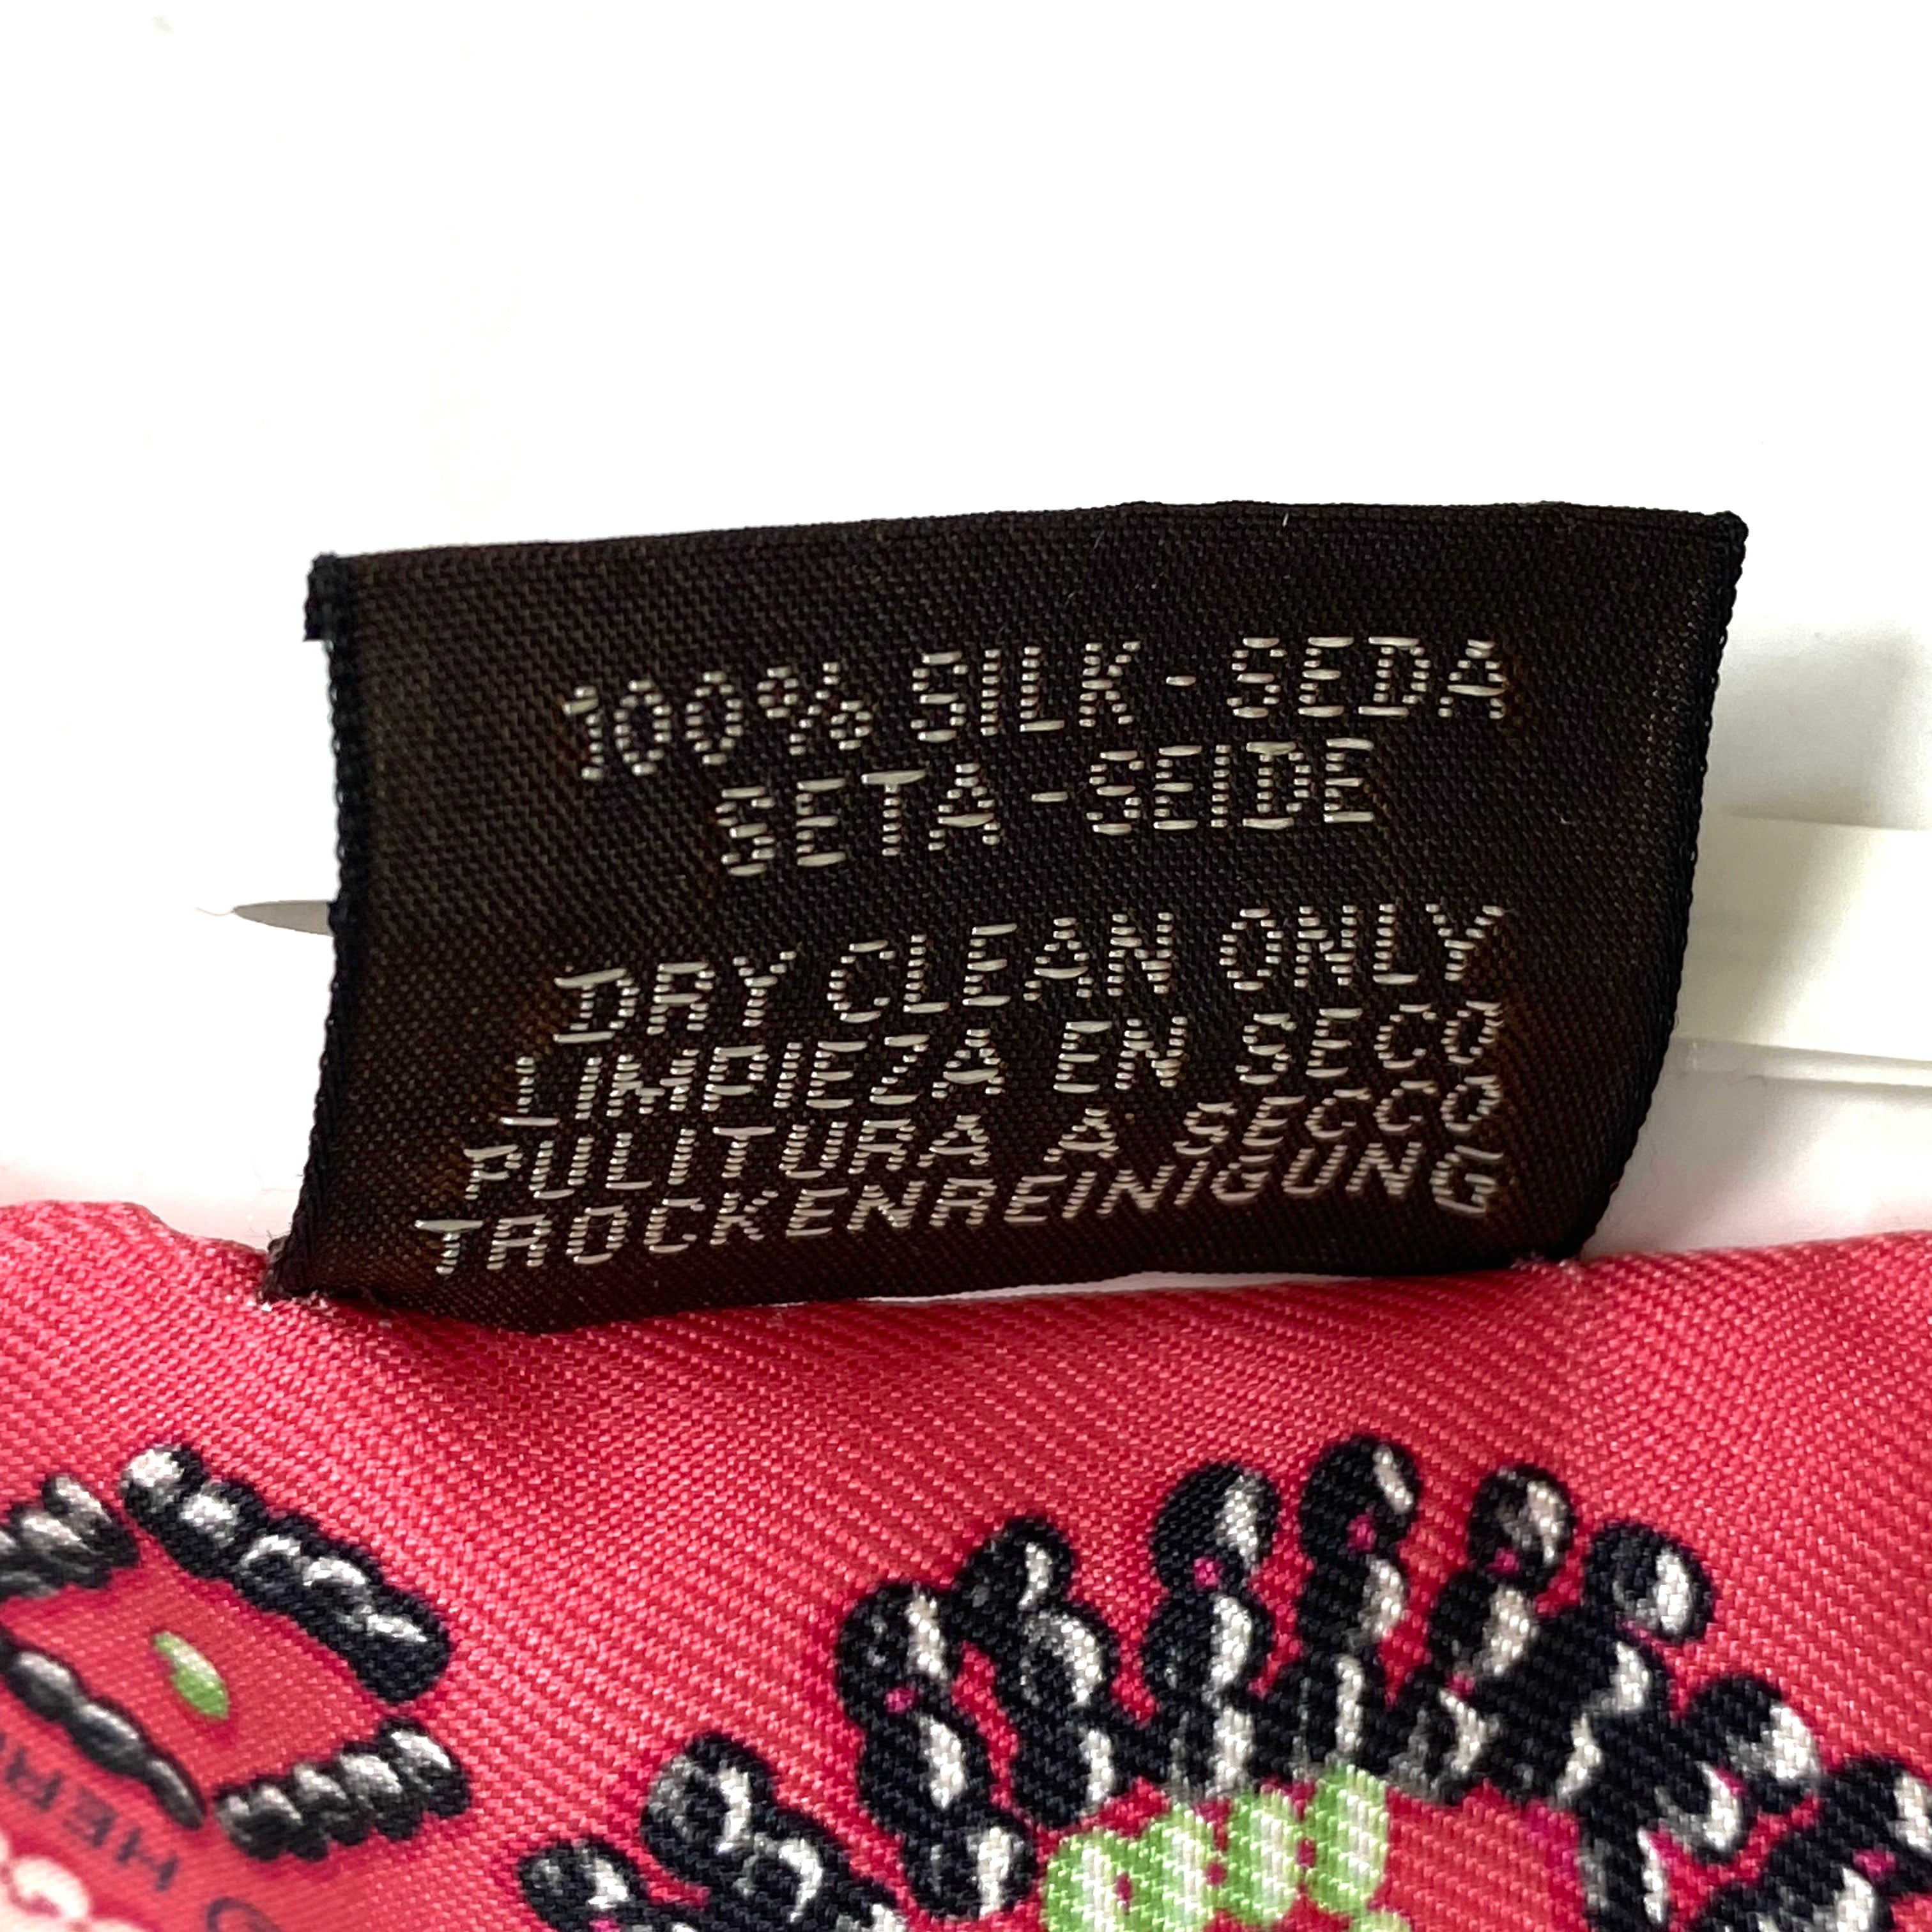 100% SILK - SEDA
SETA - SEIDE
DRY CLEAN ONLY
LIMPIEZA EN SECO
PULITURA A SECCO
TROCKENREINIGUNG